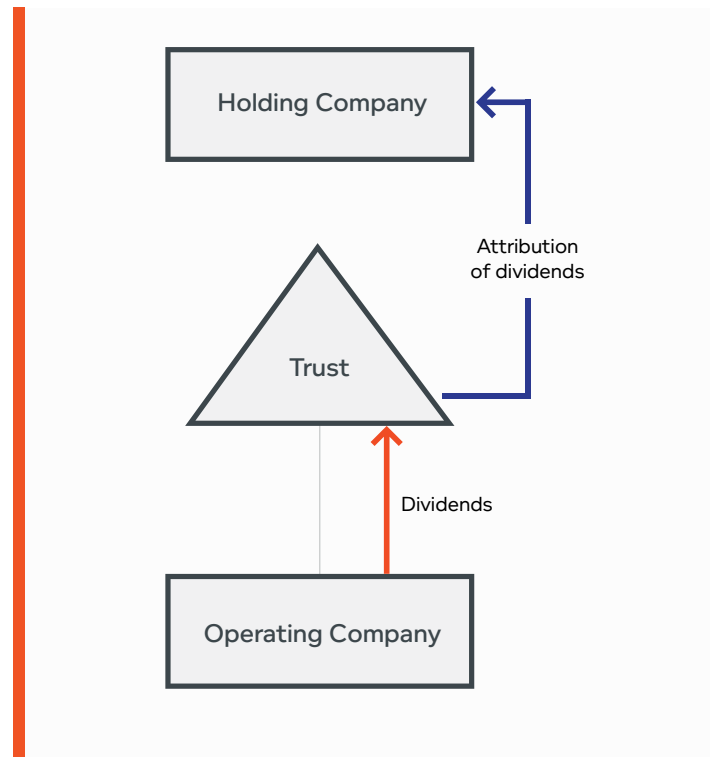 Holding Company
Attribution
of dividends
Trust
Dividends
Operating Company